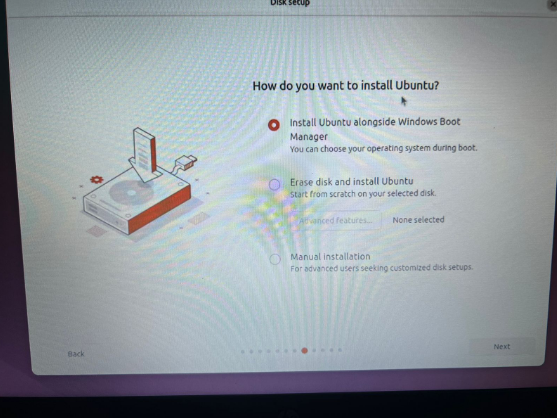 Disk setup
How do you want to install Ubuntu?
Install Ubuntu alongside Windows Boot
Manager
You can choose your operating system during boot.
Erase disk and install Ubuntu
Start from scratch on your selected disk.
Advanced features...
None selected
Manual installation
For advanced users seeking customized disk setups.
Back
Next